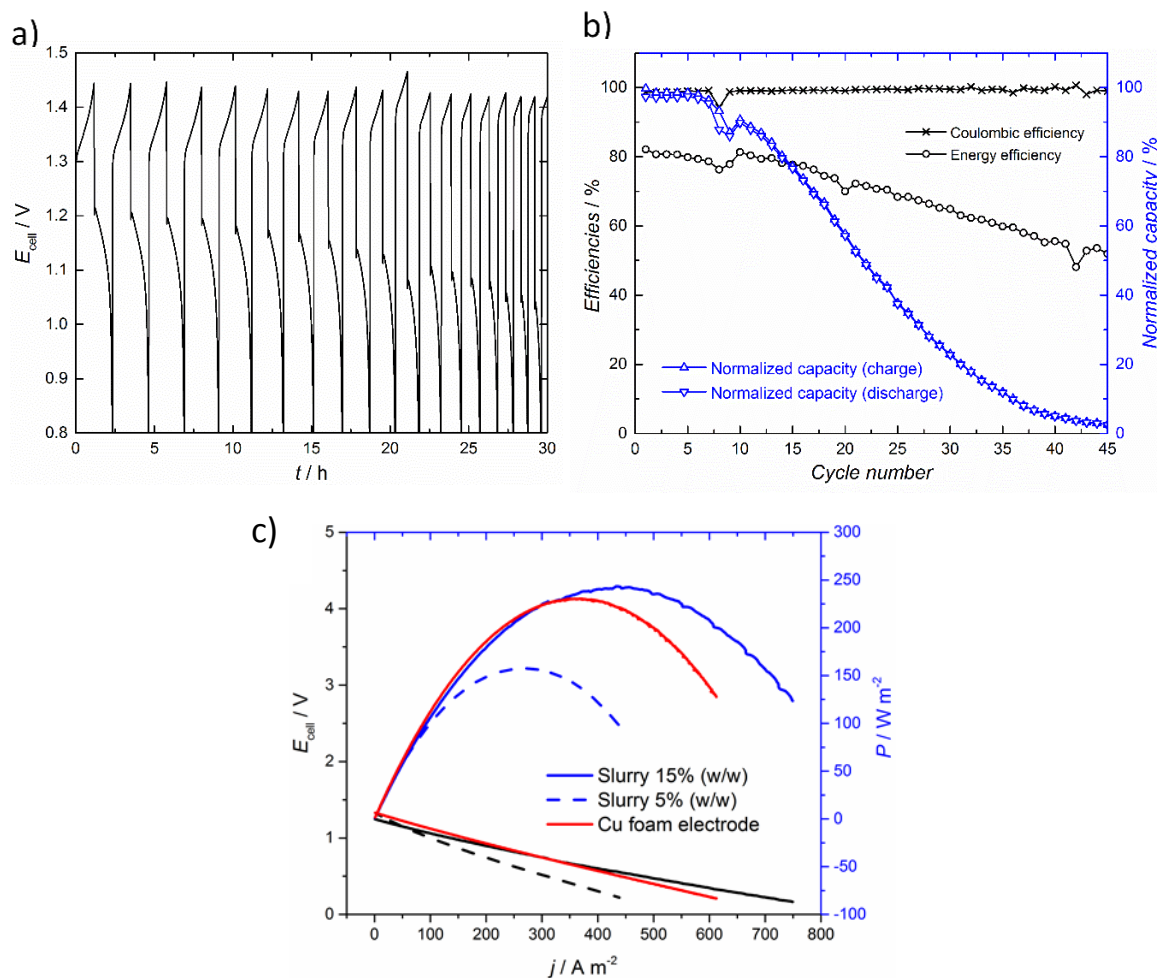 a)
1.5
1.4
1.3
1.2
1.1
1.0
0.9
0.8
E_cell / V
0 5 10 15 20 25 30
t / h
b)
100
80
60
40
20
0
Efficiencies / %
Coulombic efficiency
Energy efficiency
Normalized capacity (charge)
Normalized capacity (discharge)
100
80
60
40
20
0
Normalized capacity / %
0 5 10 15 20 25 30 35 40 45
Cycle number
c)
5
4
3
2
1
0
E_cell / V
Slurry 15% (w/w)
Slurry 5% (w/w)
Cu foam electrode
300
250
200
150
100
50
0
-50
-100
P / W m⁻²
0 100 200 300 400 500 600 700 800
j / A m⁻²